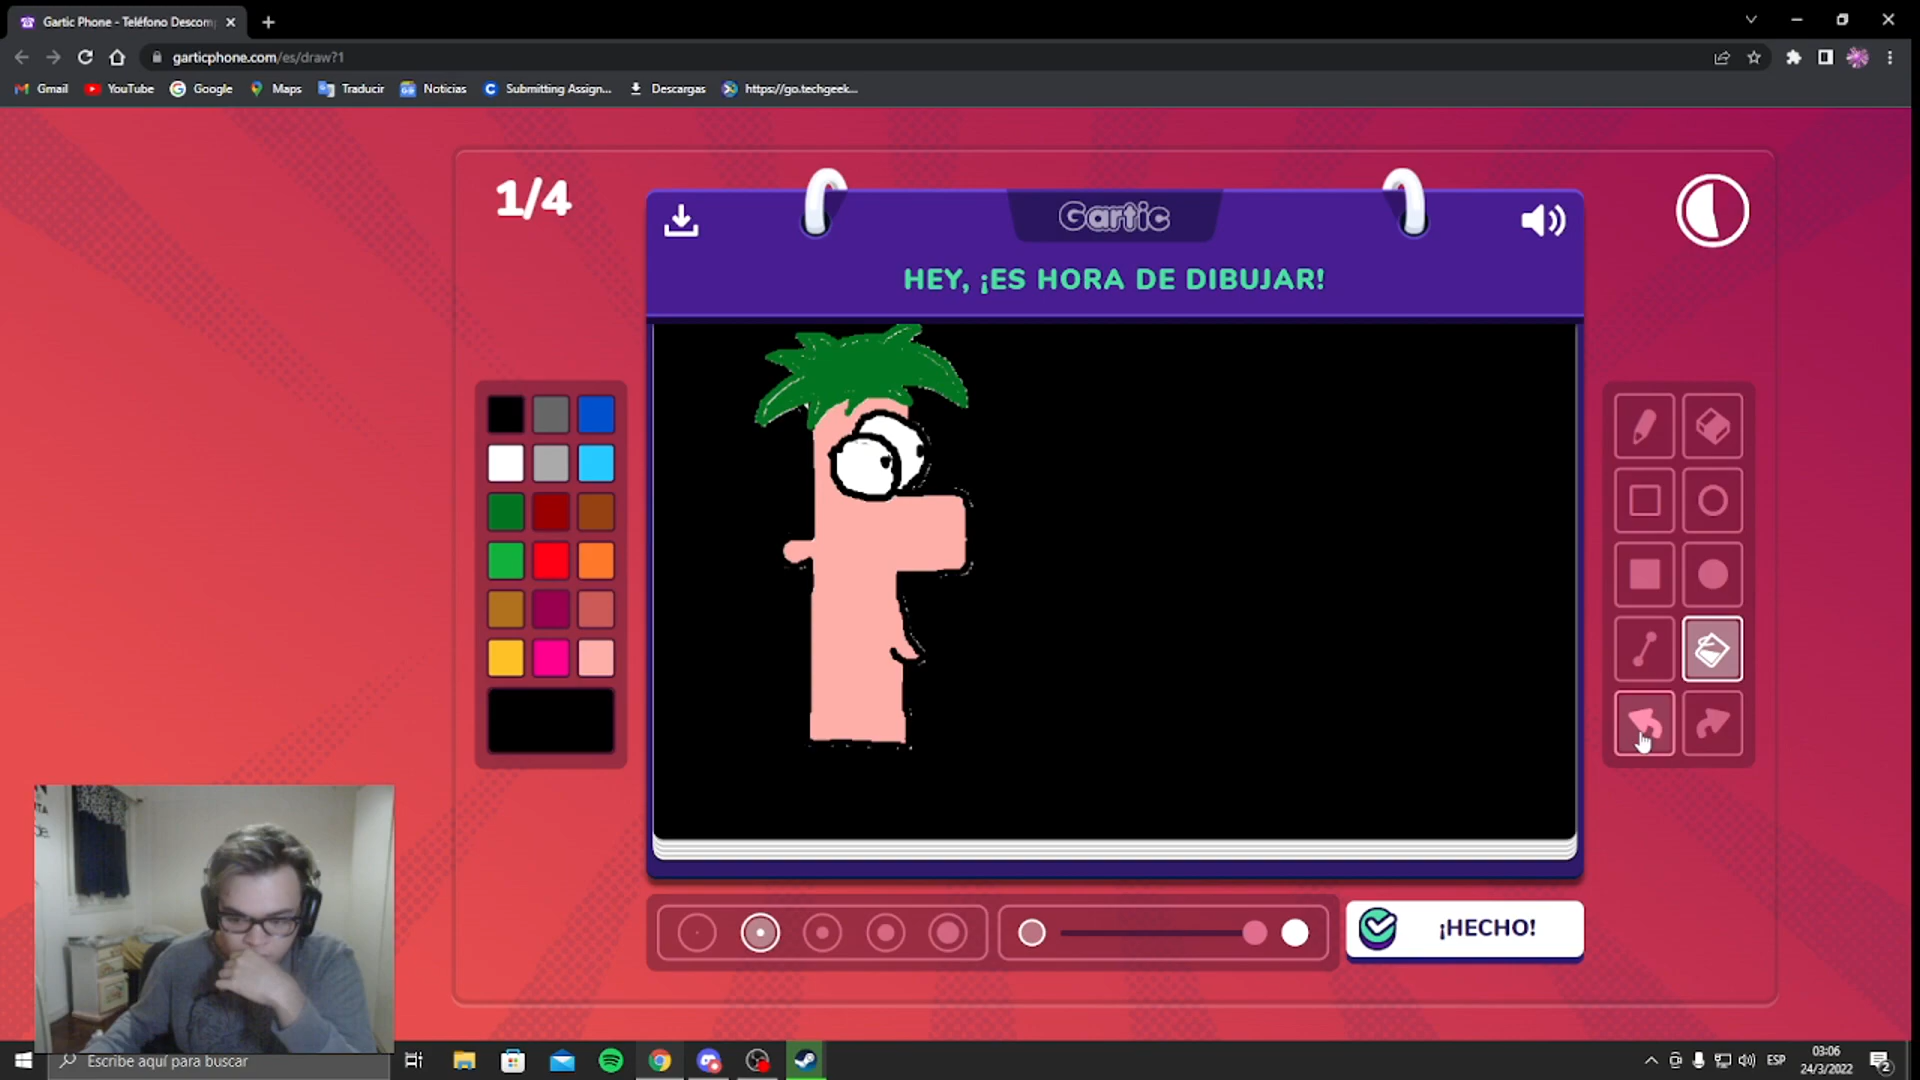 Gartic Phone - Teléfono Descom
garticphone.com/es/draw?1
Gmail YouTube Google Maps Traducir Noticias Submitting Assign... Descargas https://go.techgeek...
1/4
Gartic
HEY, ¡ES HORA DE DIBUJAR!
¡HECHO!
Escribe aquí para buscar
ESP
03:06
24/3/2022
2